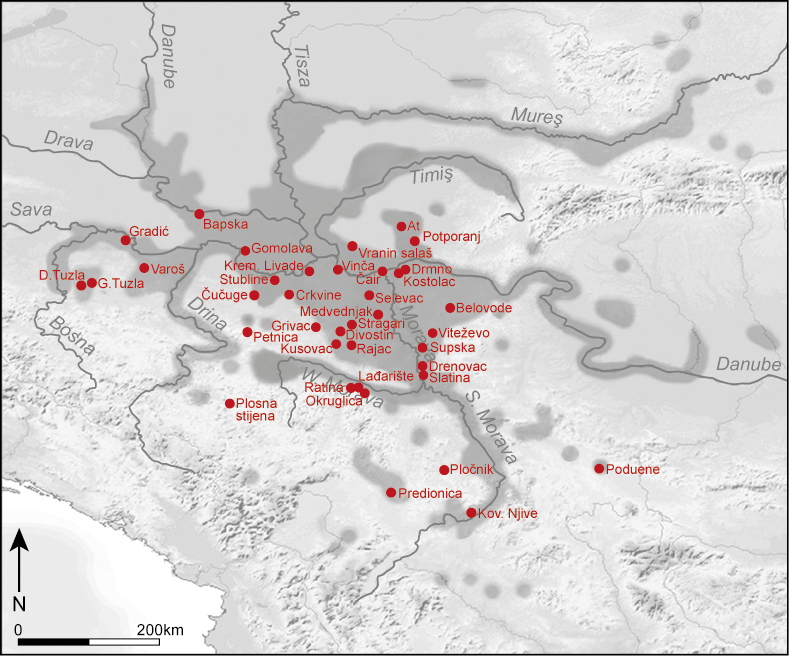 Danube
Tisza
Mureş
Drava
Timiş
Sava
Bapska
At
Gradić
Potporanj
Gomolava
Vranin salaš
Varoš
Krem. Livade
Vinča
Drmno
D.Tuzla
G.Tuzla
Stubline
Cair
Kostolac
Čučuge
Crkvine
Selevac
Belovode
Drina
Medvednjak
Morava
Stragari
Bosna
Petnica
Grivac
Divostin
Viteževo
Kusovac
Rajac
Supska
Drenovac
Danube
W. Morava
Lađarište
Slatina
Ratina
Okruglica
S. Morava
Plosna
stijena
Pločnik
Poduene
Predionica
Kov. Njive
N
0
200km